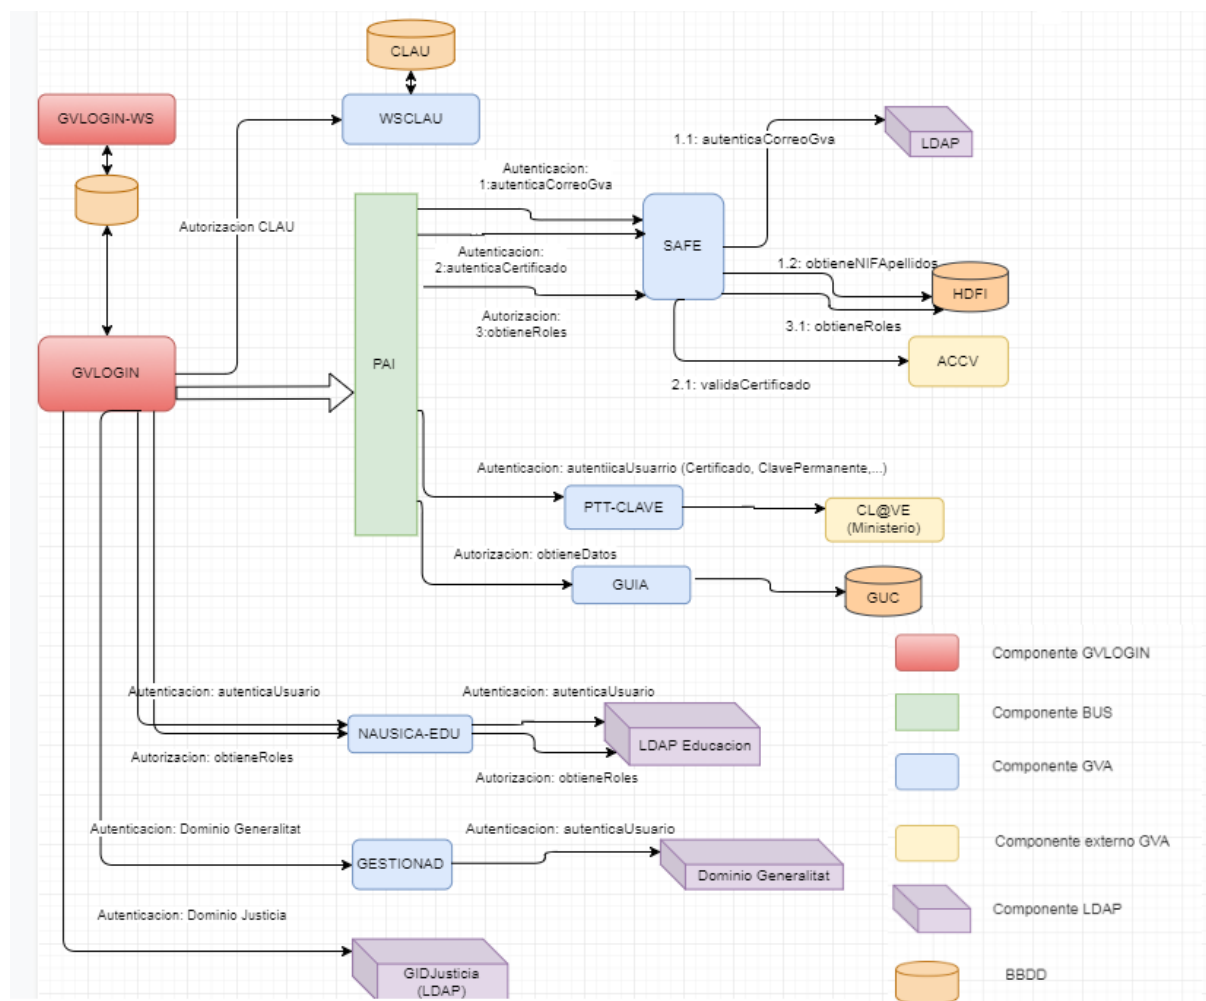 CLAU
GVLOGIN-WS
WSCLAU
1.1: autenticaCorreoGva
LDAP
Autenticacion:
1:autenticaCorreoGva
Autorizacion CLAU
SAFE
Autenticacion:
2:autenticaCertificado
1.2: obtieneNIFApellidos
HDFI
Autorizacion:
3:obtieneRoles
3.1: obtieneRoles
GVLOGIN
PAI
ACCV
2.1: validaCertificado
Autenticacion: autentiicaUsuarrio (Certificado, ClavePermanente,...)
PTT-CLAVE
CL@VE
(Ministerio)
Autorizacion: obtieneDatos
GUIA
GUC
Componente GVLOGIN
Autenticacion: autenticaUsuario
Autenticacion: autenticaUsuario
Componente BUS
NAUSICA-EDU
LDAP Educacion
Autorizacion: obtieneRoles
Autorizacion: obtieneRoles
Componente GVA
Autenticacion: Dominio Generalitat
Autenticacion: autenticaUsuario
Componente externo GVA
GESTIONAD
Dominio Generalitat
Autenticacion: Dominio Justicia
Componente LDAP
GIDJusticia
(LDAP)
BBDD